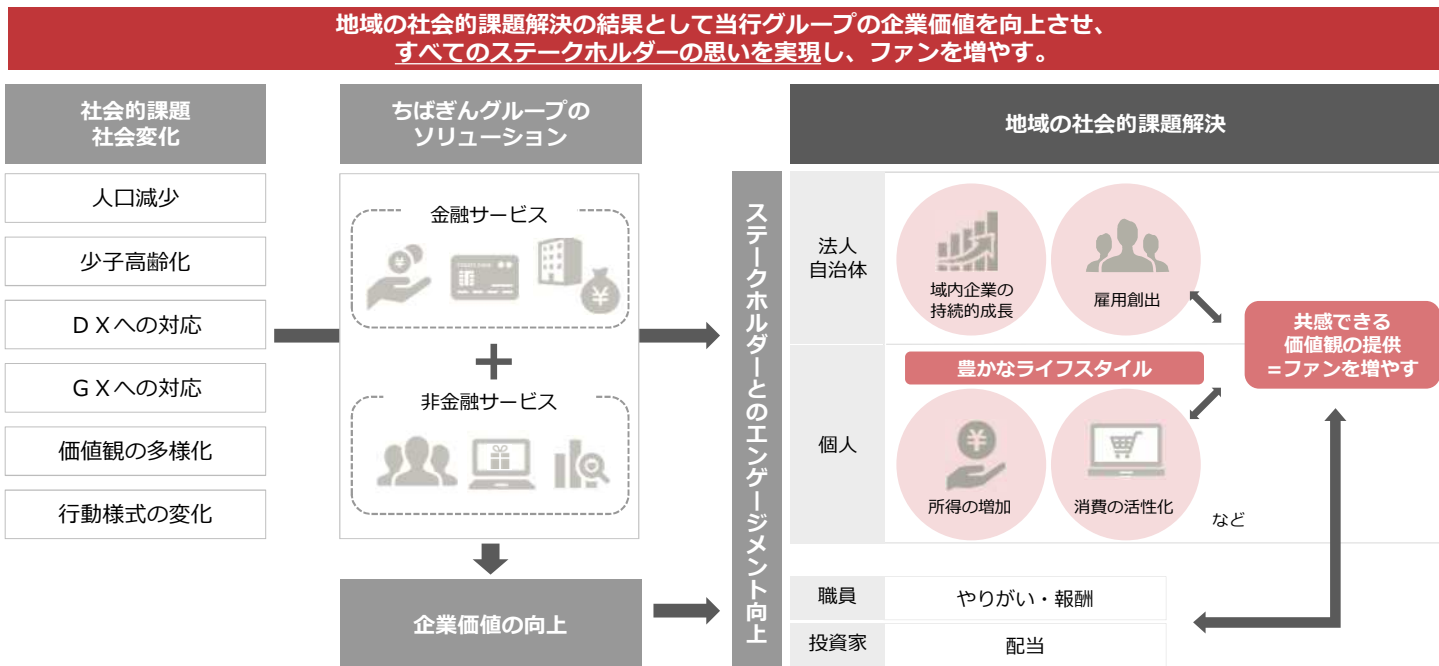 地域の社会的課題解決の結果として当行グループの企業価値を向上させ、
すべてのステークホルダーの思いを実現し、ファンを増やす。
社会的課題
社会変化
人口減少
少子高齢化
ＤＸへの対応
ＧＸへの対応
価値観の多様化
行動様式の変化
ちばぎんグループの
ソリューション
金融サービス
非金融サービス
企業価値の向上
ステークホルダーとのエンゲージメント向上
地域の社会的課題解決
法人
自治体
域内企業の
持続的成長
雇用創出
個人
豊かなライフスタイル
所得の増加
消費の活性化
など
共感できる
価値観の提供
=ファンを増やす
職員
やりがい・報酬
投資家
配当